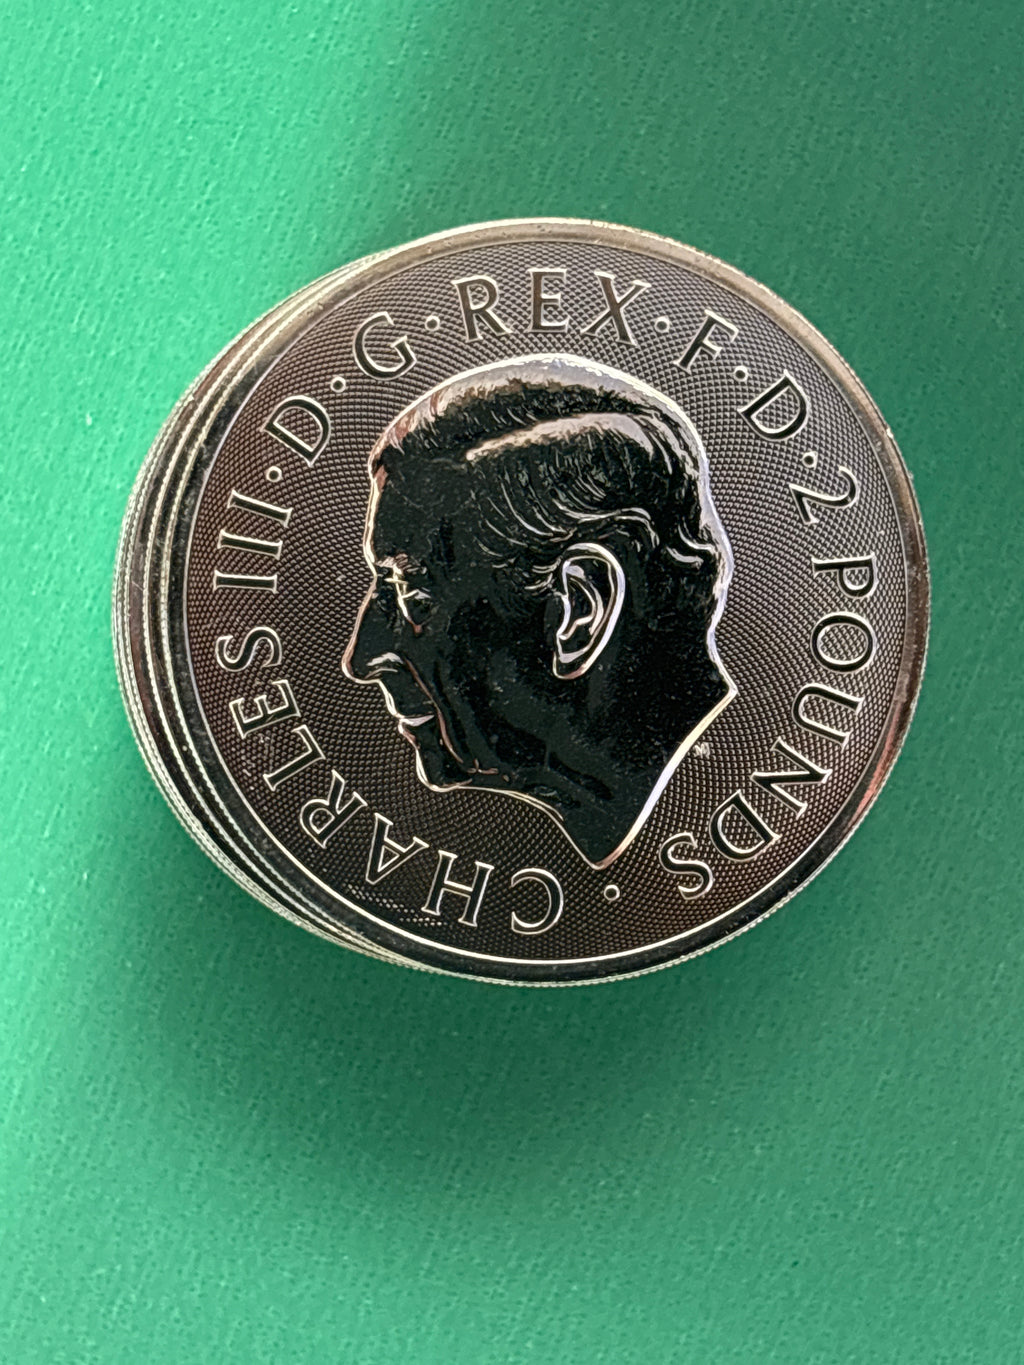 · CHARLES III · D · G · REX · F · D · 2 POUNDS